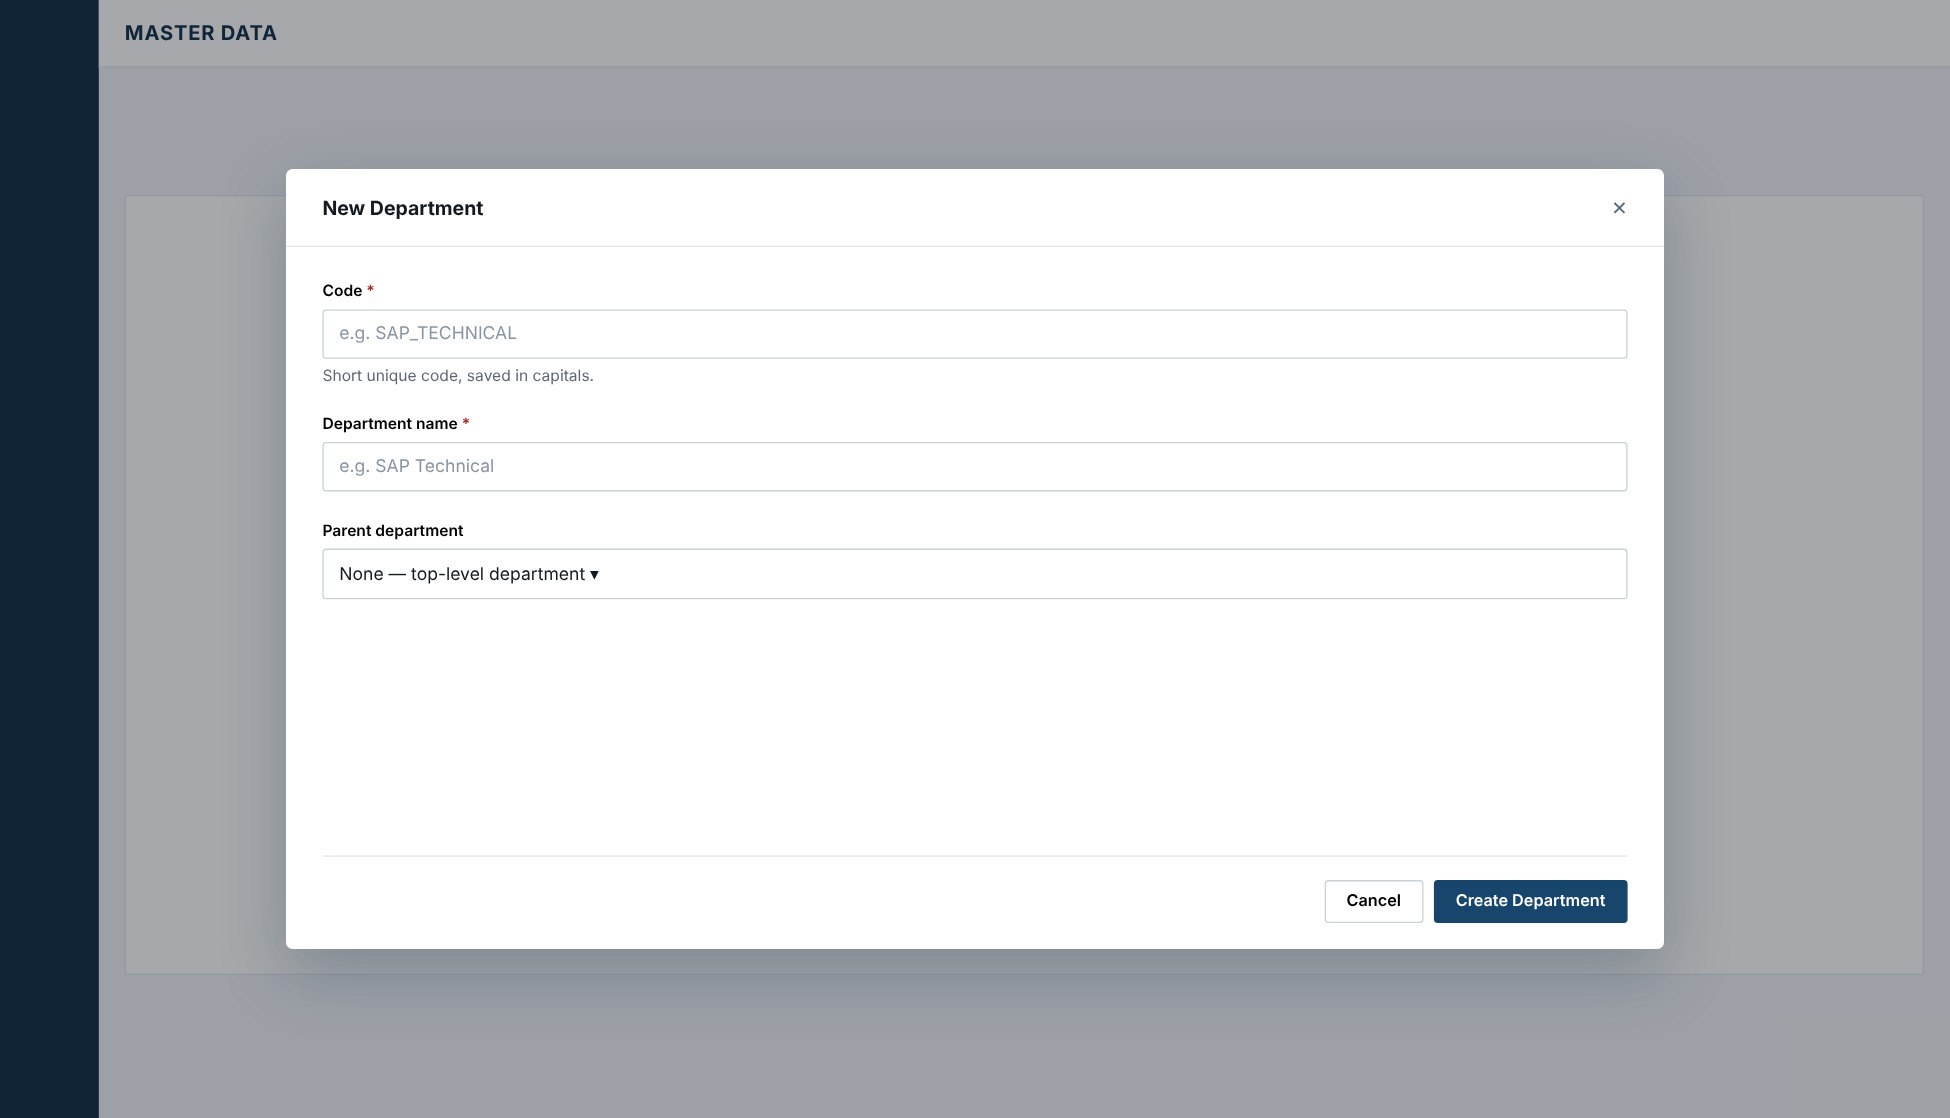 MASTER DATA
New Department
✕
Code *
e.g. SAP_TECHNICAL
Short unique code, saved in capitals.
Department name *
e.g. SAP Technical
Parent department
None — top-level department ▾
Cancel
Create Department